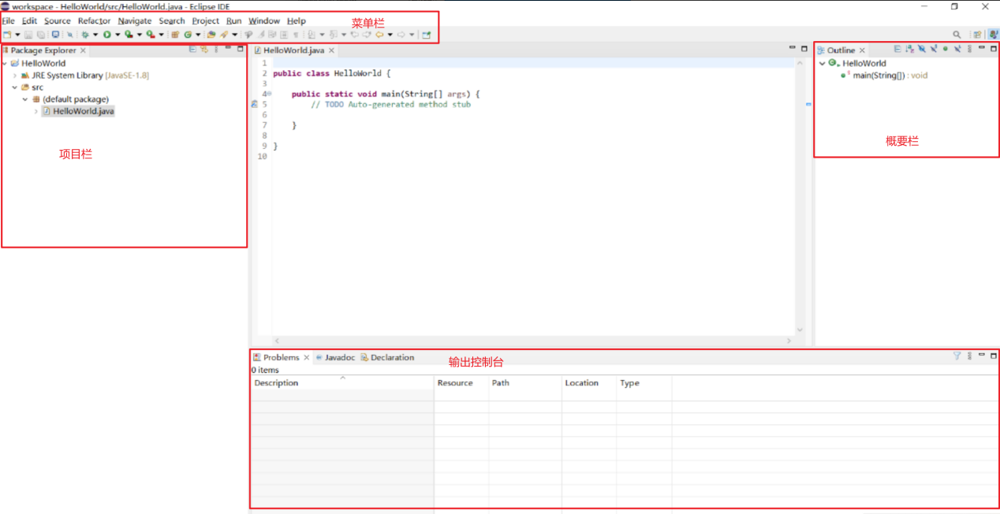 workspace - HelloWorld/src/HelloWorld.java - Eclipse IDE
File Edit Source Refactor Navigate Search Project Run Window Help
菜单栏
Package Explorer
HelloWorld
JRE System Library [JavaSE-1.8]
src
(default package)
HelloWorld.java
项目栏
HelloWorld.java
1
2 public class HelloWorld {
3
4 public static void main(String[] args) {
5 // TODO Auto-generated method stub
6
7 }
8
9 }
10
Outline
HelloWorld
main(String[]) : void
概要栏
Problems Javadoc Declaration
输出控制台
0 items
Description Resource Path Location Type